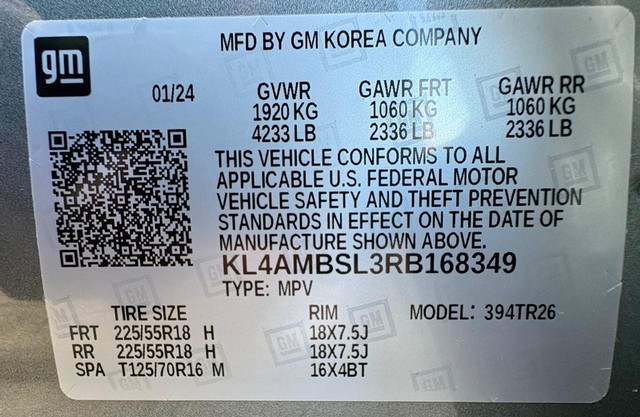 gm
MFD BY GM KOREA COMPANY
01/24 GVWR GAWR FRT GAWR RR
1920 KG 1060 KG 1060 KG
4233 LB 2336 LB 2336 LB
THIS VEHICLE CONFORMS TO ALL
APPLICABLE U.S. FEDERAL MOTOR
VEHICLE SAFETY AND THEFT PREVENTION
STANDARDS IN EFFECT ON THE DATE OF
MANUFACTURE SHOWN ABOVE.
KL4AMBSL3RB168349
TYPE: MPV
TIRE SIZE RIM MODEL: 394TR26
FRT 225/55R18 H 18X7.5J
RR 225/55R18 H 18X7.5J
SPA T125/70R16 M 16X4BT